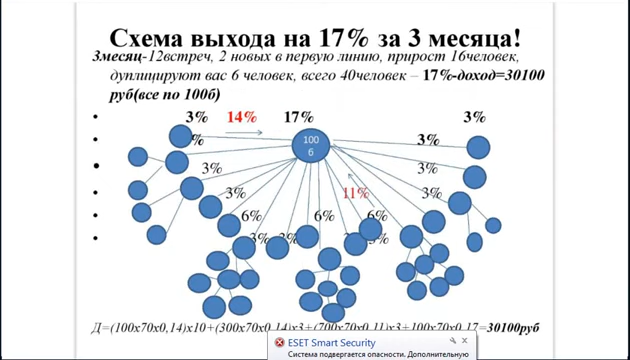 Схема выхода на 17% за 3 месяца!
3месяц-12встреч, 2 новых в первую линию, прирост 16человек,
дуплицируют вас 6 человек, всего 40человек – 17%-доход=30100
руб(все по 100б)
3% 14% 17% 3%
% 100 б 3%
3% 3%
3% 11% 3%
6% 6% 6%
3% 3% 3%
Д=(100х70х0,14)х10+(300х70х0,14)х3+(700х70х0,11)х3+100х70х0,17=30100руб
ESET Smart Security
Система подвергается опасности. Дополнительную